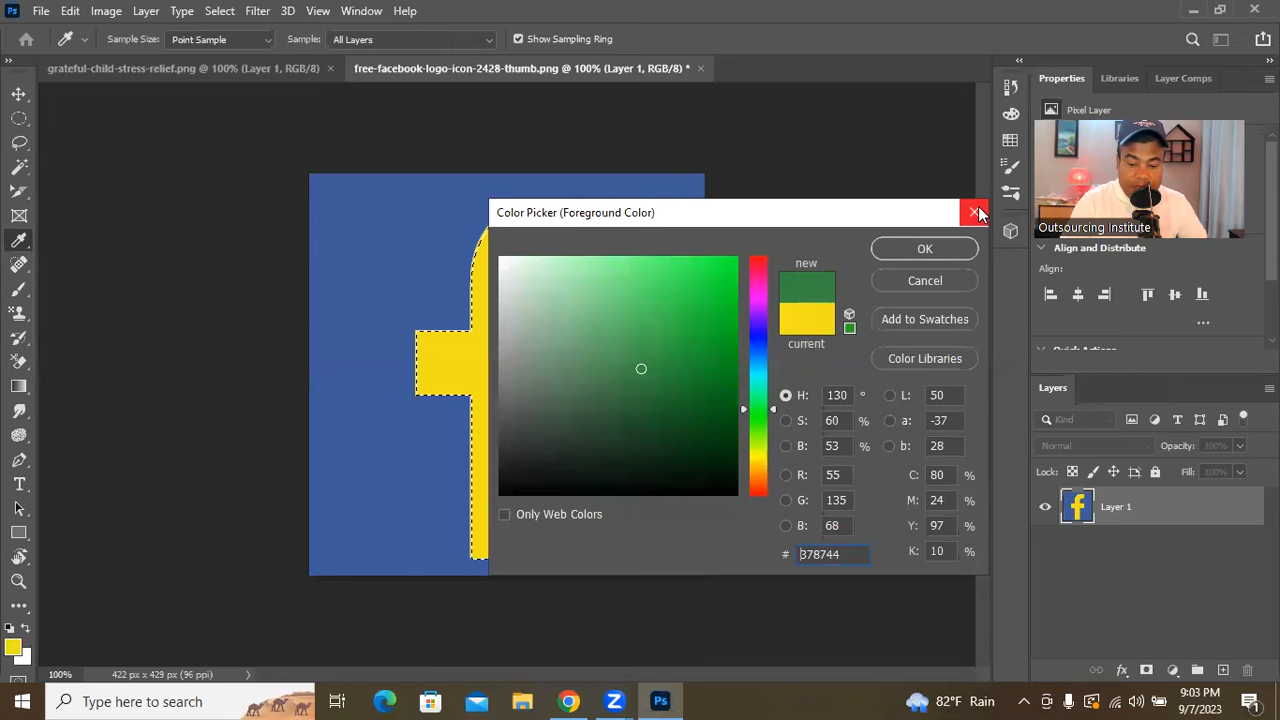 Ps File Edit Image Layer Type Select Filter 3D View Window Help
Sample Size: Point Sample Sample: All Layers Show Sampling Ring
grateful-child-stress-relief.png @ 100% (Layer 1, RGB/8) × free-facebook-logo-icon-2428-thumb.png @ 100% (Layer 1, RGB/8) * ×
Properties Libraries Layer Comps
Pixel Layer
Outsourcing Institute
Align and Distribute
Align:
Color Picker (Foreground Color)
new
current
OK
Cancel
Add to Swatches
Color Libraries
H: 130 ° L: 50
S: 60 % a: -37
B: 53 % b: 28
R: 55 C: 80 %
G: 135 M: 24 %
B: 68 Y: 97 %
# 378744 K: 10 %
Only Web Colors
Layers
Kind
Normal Opacity: 100%
Lock: Fill: 100%
Layer 1
100% 422 px x 429 px (96 ppi)
Type here to search
82°F Rain
9:03 PM
9/7/2023